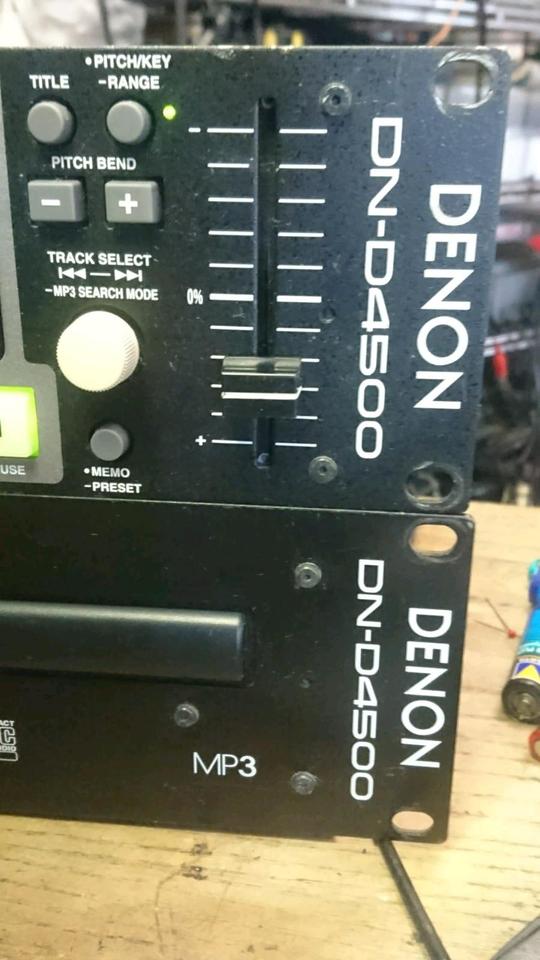 •PITCH/KEY
TITLE –RANGE
PITCH BEND
– +
TRACK SELECT
–MP3 SEARCH MODE
•MEMO
–PRESET
–
0%
+
DN-D4500
DENON
MP3
DN-D4500
DENON